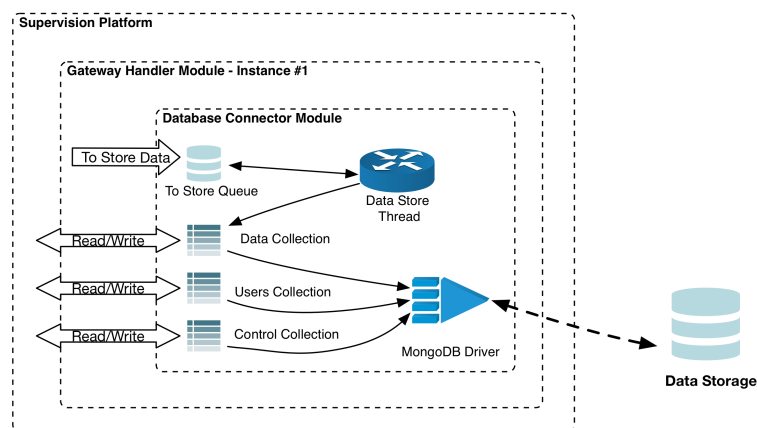 Supervision Platform
Gateway Handler Module - Instance #1
Database Connector Module
To Store Data
To Store Queue
Data Store
Thread
Read/Write
Data Collection
Read/Write
Users Collection
Read/Write
Control Collection
MongoDB Driver
Data Storage